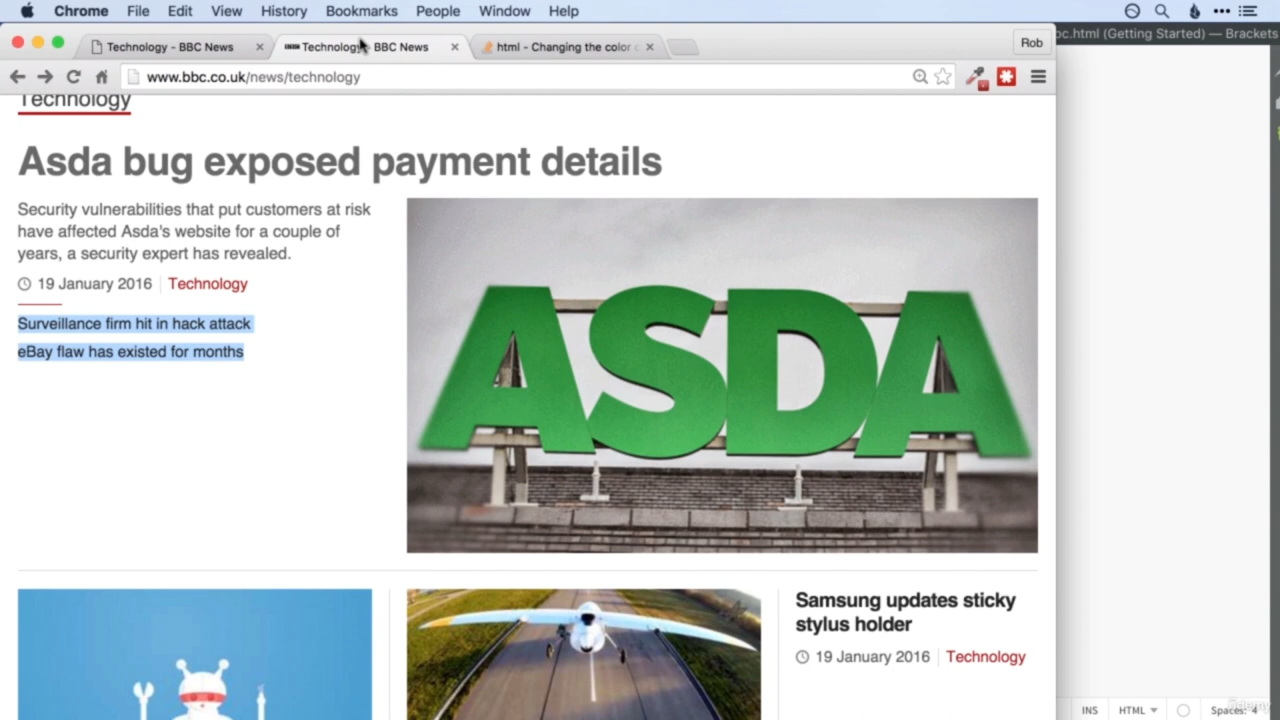 Chrome File Edit View History Bookmarks People Window Help
bc.html (Getting Started) — Brackets
Technology - BBC News
Technology - BBC News
html - Changing the color
Rob
www.bbc.co.uk/news/technology
Technology
Asda bug exposed payment details
Security vulnerabilities that put customers at risk
have affected Asda's website for a couple of
years, a security expert has revealed.
19 January 2016 Technology
Surveillance firm hit in hack attack
eBay flaw has existed for months
ASDA
Samsung updates sticky
stylus holder
19 January 2016 Technology
INS HTML Spaces: 4